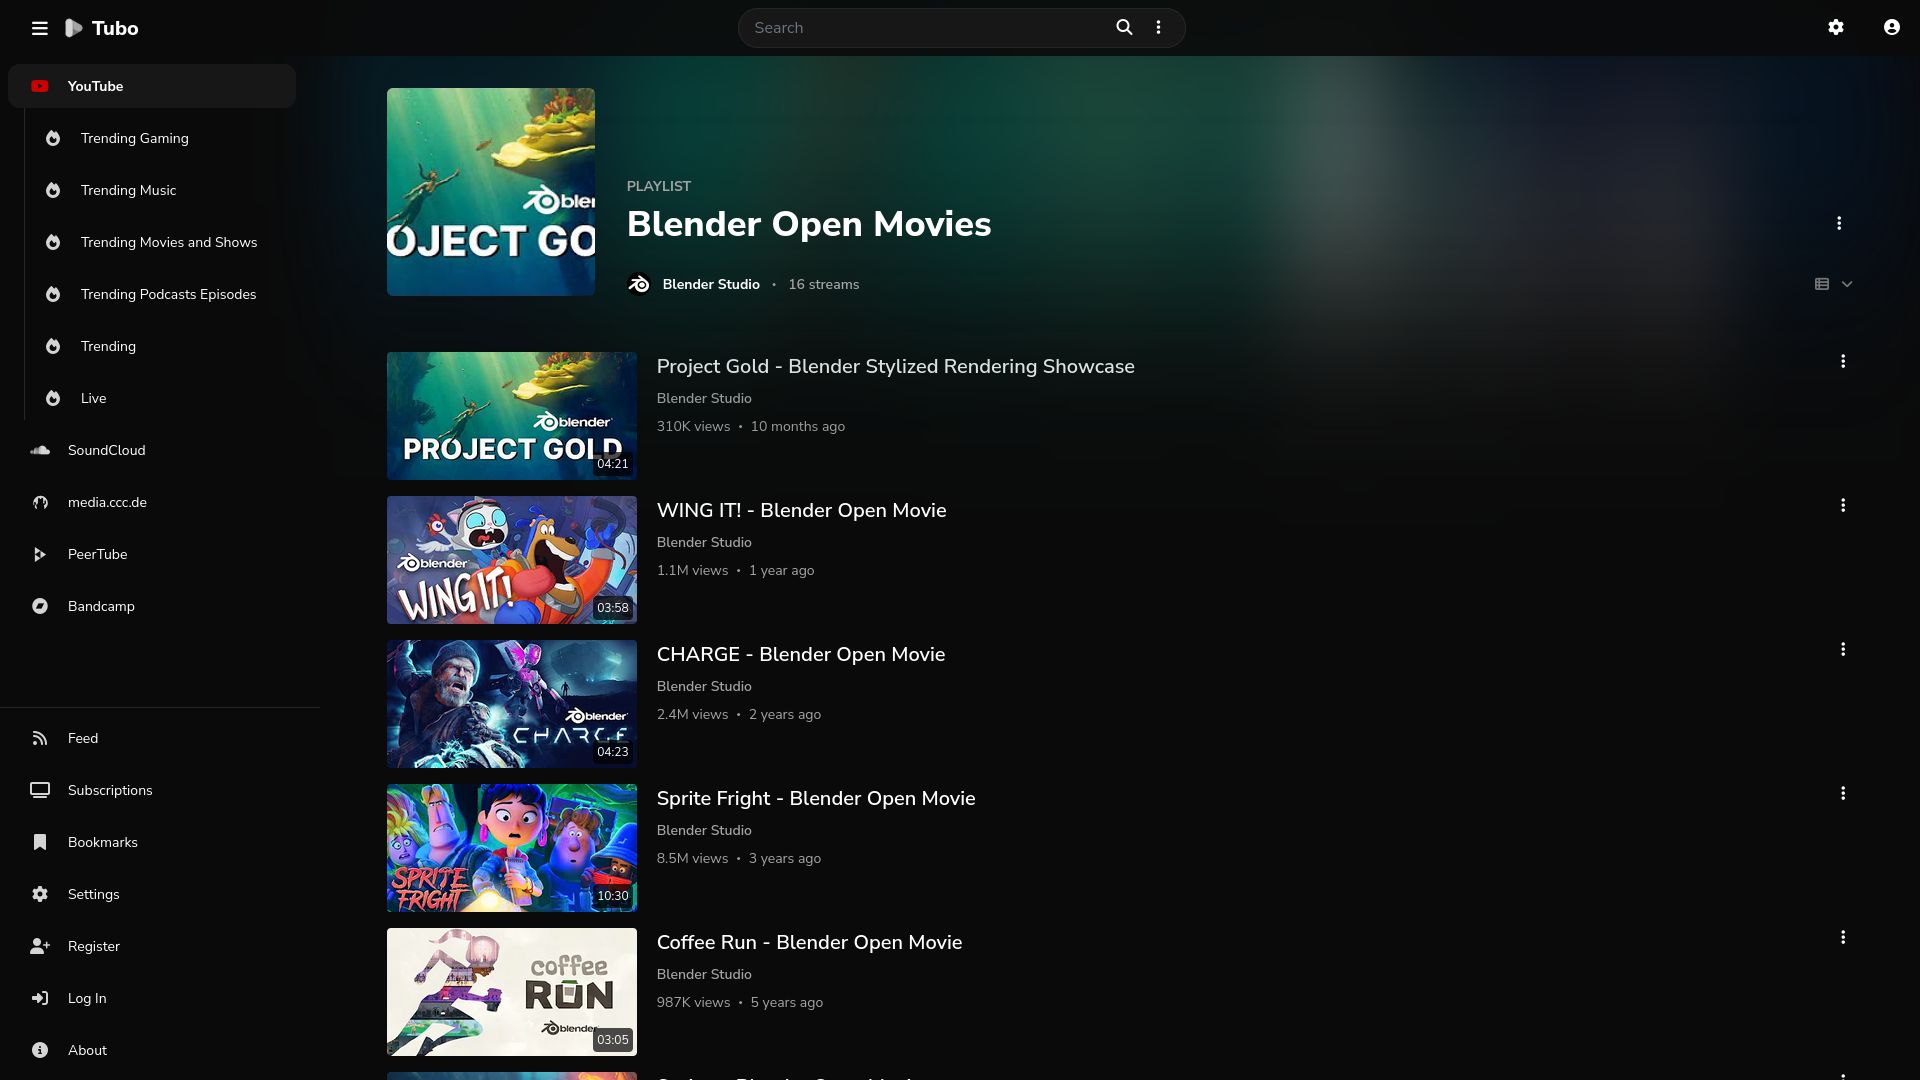 Tubo
Search
YouTube
Trending Gaming
Trending Music
Trending Movies and Shows
Trending Podcasts Episodes
Trending
Live
SoundCloud
media.ccc.de
PeerTube
Bandcamp
Feed
Subscriptions
Bookmarks
Settings
Register
Log In
About
blen
OJECT GO
PLAYLIST
Blender Open Movies
Blender Studio • 16 streams
blender
PROJECT GOLD
04:21
Project Gold - Blender Stylized Rendering Showcase
Blender Studio
310K views • 10 months ago
blender
WING IT!
03:58
WING IT! - Blender Open Movie
Blender Studio
1.1M views • 1 year ago
blender
CHARGE
04:23
CHARGE - Blender Open Movie
Blender Studio
2.4M views • 2 years ago
SPRITE
FRIGHT
10:30
Sprite Fright - Blender Open Movie
Blender Studio
8.5M views • 3 years ago
coffee
RUN
blender
03:05
Coffee Run - Blender Open Movie
Blender Studio
987K views • 5 years ago